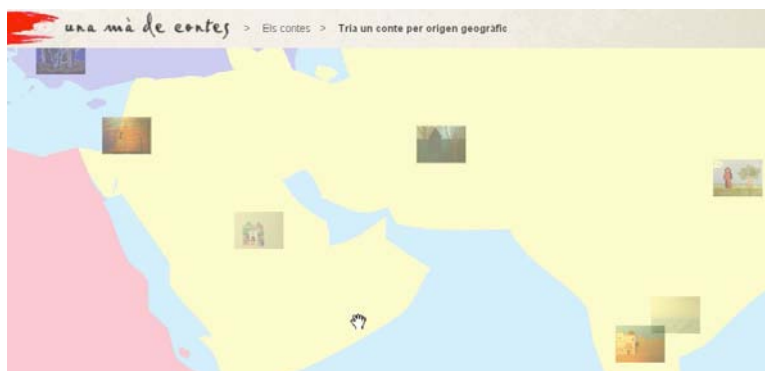 una mà de contes > Els contes > Tria un conte per origen geogràfic